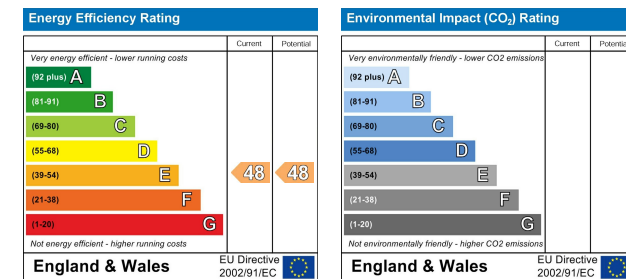 Energy Efficiency Rating
Current Potential
Very energy efficient - lower running costs
(92 plus) A
(81-91) B
(69-80) C
(55-68) D
(39-54) E 48 48
(21-38) F
(1-20) G
Not energy efficient - higher running costs
England & Wales
EU Directive
2002/91/EC
Environmental Impact (CO2) Rating
Current Potential
Very environmentally friendly - lower CO2 emissions
(92 plus) A
(81-91) B
(69-80) C
(55-68) D
(39-54) E
(21-38) F
(1-20) G
Not environmentally friendly - higher CO2 emissions
England & Wales
EU Directive
2002/91/EC